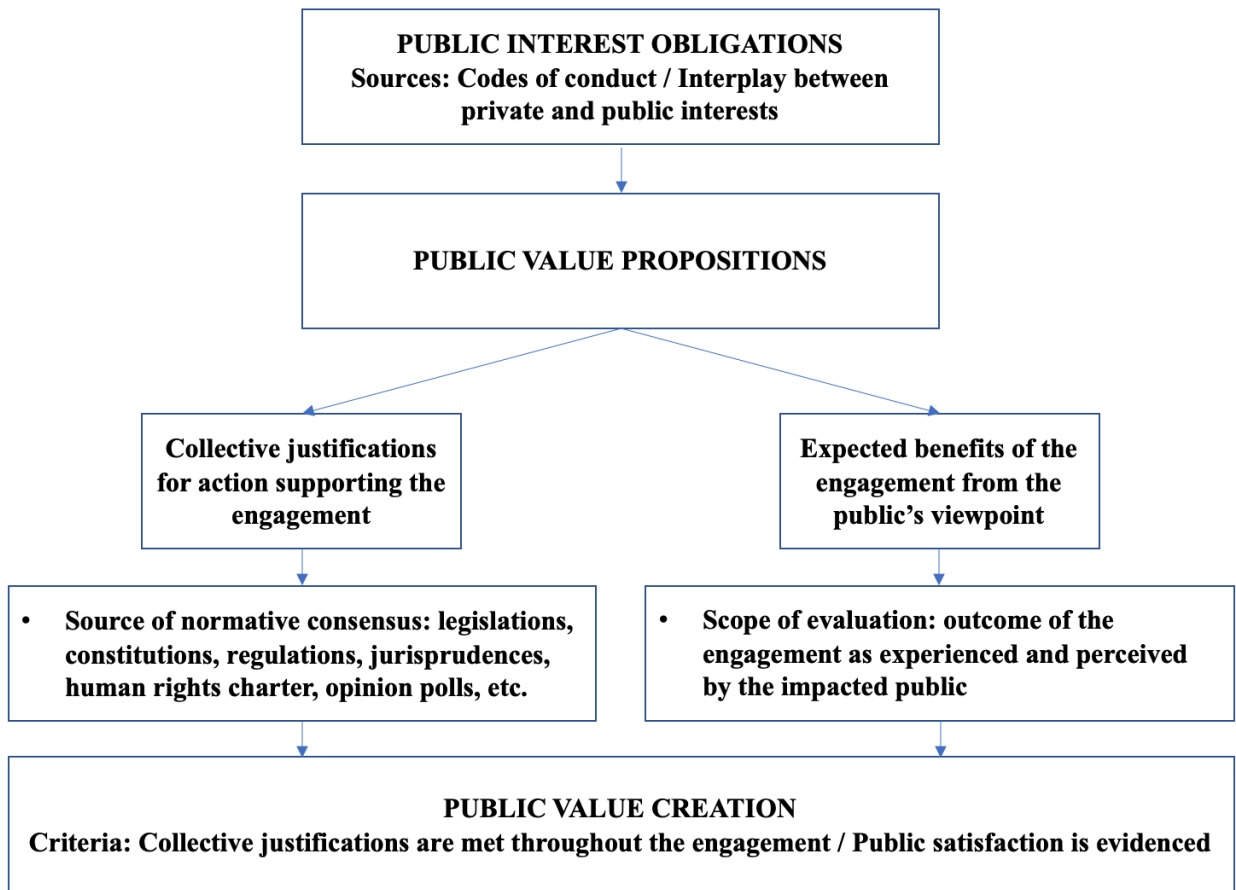 PUBLIC INTEREST OBLIGATIONS
Sources: Codes of conduct / Interplay between
private and public interests
PUBLIC VALUE PROPOSITIONS
Collective justifications
for action supporting the
engagement
Expected benefits of the
engagement from the
public’s viewpoint
• Source of normative consensus: legislations,
constitutions, regulations, jurisprudences,
human rights charter, opinion polls, etc.
• Scope of evaluation: outcome of the
engagement as experienced and perceived
by the impacted public
PUBLIC VALUE CREATION
Criteria: Collective justifications are met throughout the engagement / Public satisfaction is evidenced